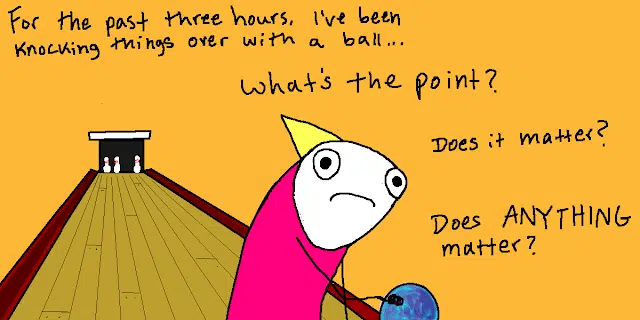 For the past three hours, I've been
knocking things over with a ball...
What's the point?
Does it matter?
Does ANYTHING
matter?